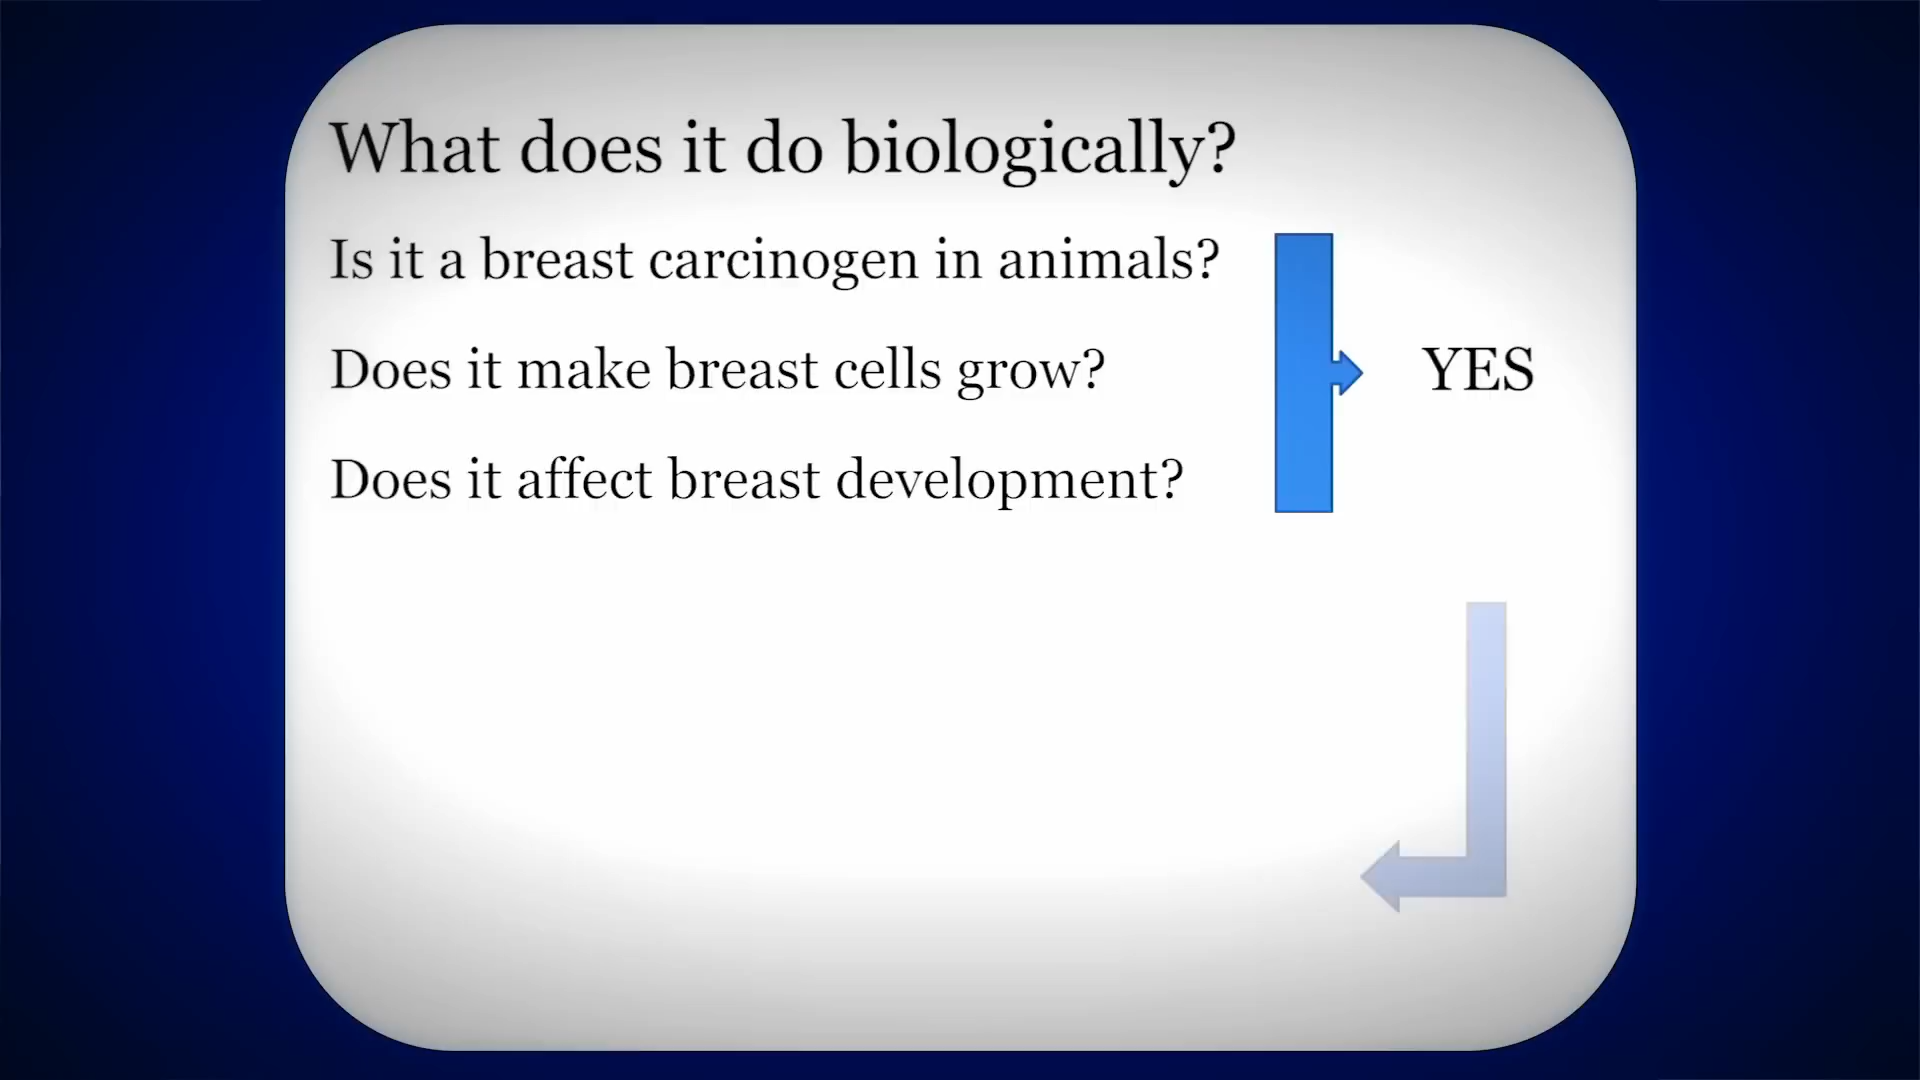 What does it do biologically?
Is it a breast carcinogen in animals?
Does it make breast cells grow?
YES
Does it affect breast development?